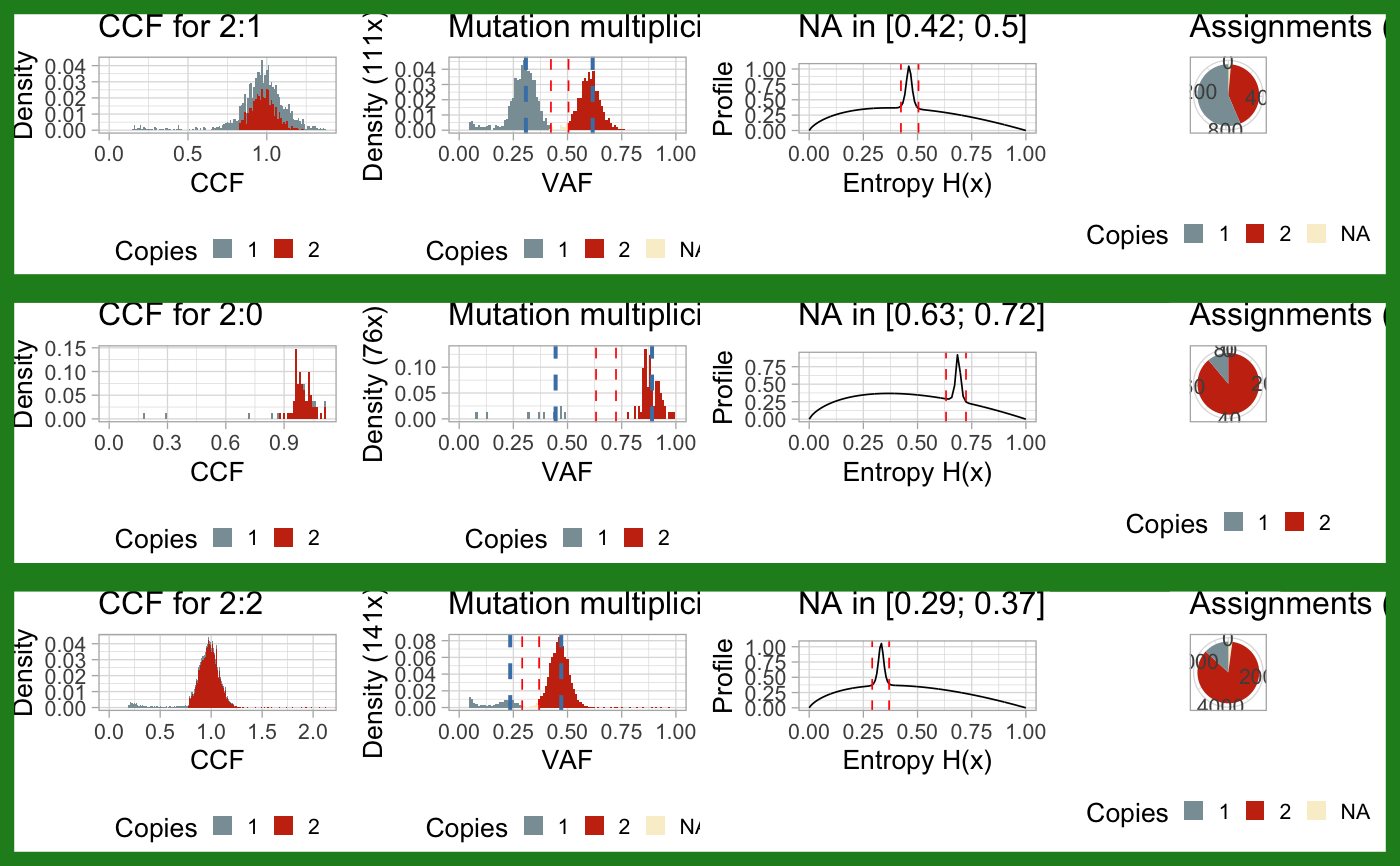 CCF for 2:1
Density
0.04
0.03
0.02
0.01
0.00
0.0 0.5 1.0
CCF
Copies 1 2
Mutation multiplici
Density (111x)
0.04
0.03
0.02
0.01
0.00
0.00 0.25 0.50 0.75 1.00
VAF
Copies 1 2 NA
NA in [0.42; 0.5]
Profile
1.00
0.75
0.50
0.25
0.00
0.00 0.25 0.50 0.75 1.00
Entropy H(x)
Assignments (
0
200
40
800
Copies 1 2 NA
CCF for 2:0
Density
0.15
0.10
0.05
0.00
0.0 0.3 0.6 0.9
CCF
Copies 1 2
Mutation multiplici
Density (76x)
0.10
0.05
0.00
0.00 0.25 0.50 0.75 1.00
VAF
Copies 1 2
NA in [0.63; 0.72]
Profile
0.75
0.50
0.25
0.00
0.00 0.25 0.50 0.75 1.00
Entropy H(x)
Assignments (
20
40
Copies 1 2
CCF for 2:2
Density
0.04
0.03
0.02
0.01
0.00
0.0 0.5 1.0 1.5 2.0
CCF
Copies 1 2
Mutation multiplici
Density (141x)
0.08
0.06
0.04
0.02
0.00
0.00 0.25 0.50 0.75 1.00
VAF
Copies 1 2 NA
NA in [0.29; 0.37]
Profile
1.00
0.75
0.50
0.25
0.00
0.00 0.25 0.50 0.75 1.00
Entropy H(x)
Assignments (
0
200
4000
Copies 1 2 NA